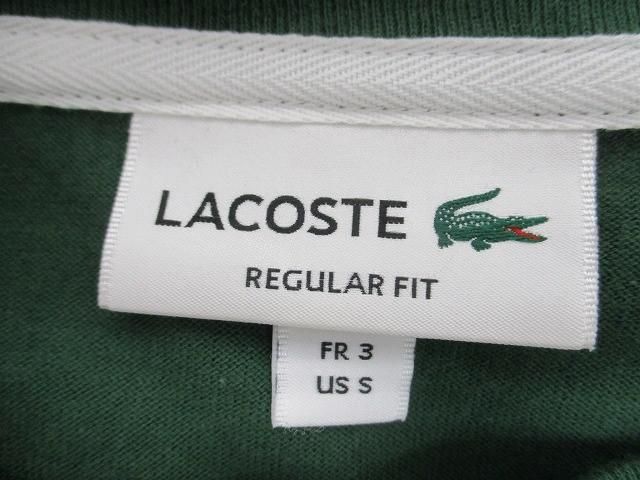 LACOSTE
REGULAR FIT
FR 3
US S